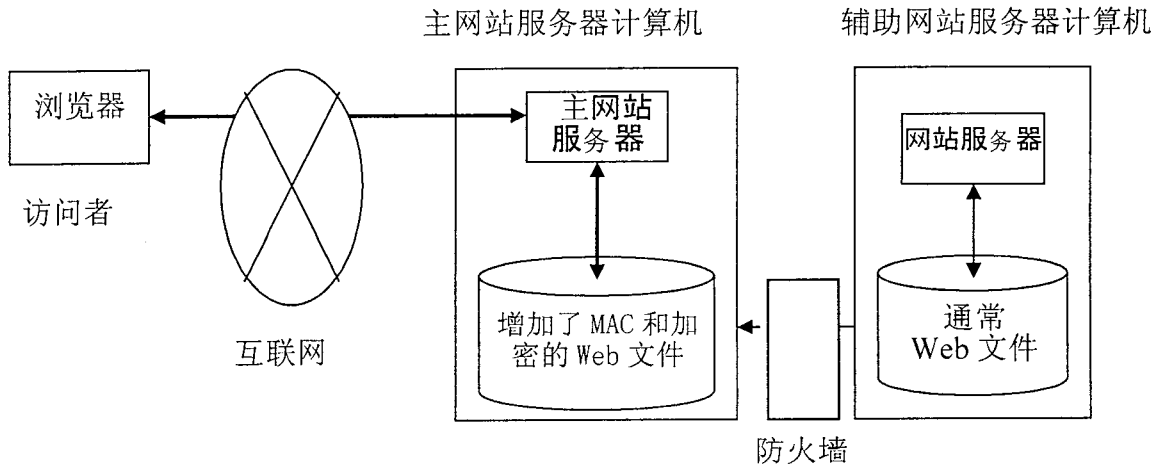 主网站服务器计算机
辅助网站服务器计算机
浏览器
主网站
服务器
网站服务器
访问者
增加了 MAC 和加
密的 Web 文件
通常
Web 文件
互联网
防火墙